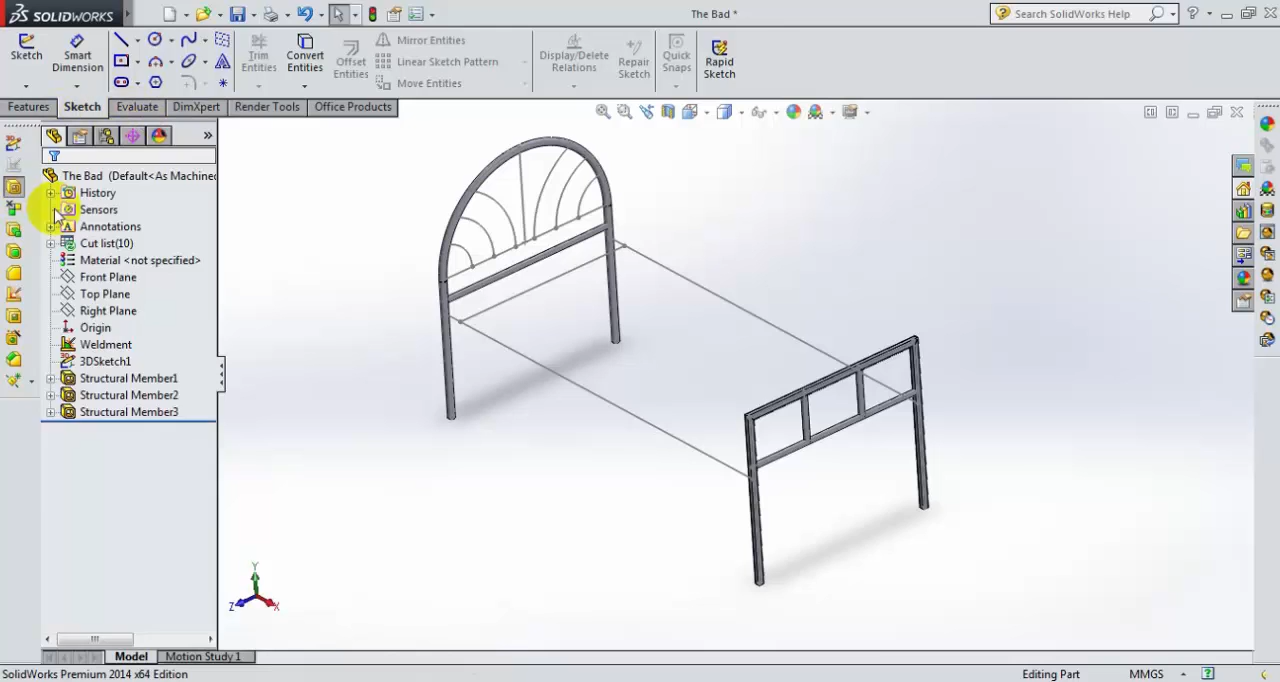 SOLIDWORKS
The Bad *
Search SolidWorks Help
Sketch
Smart
Dimension
Trim
Entities
Convert
Entities
Offset
Entities
Mirror Entities
Linear Sketch Pattern
Move Entities
Display/Delete
Relations
Repair
Sketch
Quick
Snaps
Rapid
Sketch
Features
Sketch
Evaluate
DimXpert
Render Tools
Office Products
The Bad (Default<As Machine
History
Sensors
A Annotations
Cut list(10)
Material <not specified>
Front Plane
Top Plane
Right Plane
Origin
Weldment
3DSketch1
Structural Member1
Structural Member2
Structural Member3
Y
Z
X
Model
Motion Study 1
SolidWorks Premium 2014 x64 Edition
Editing Part
MMGS